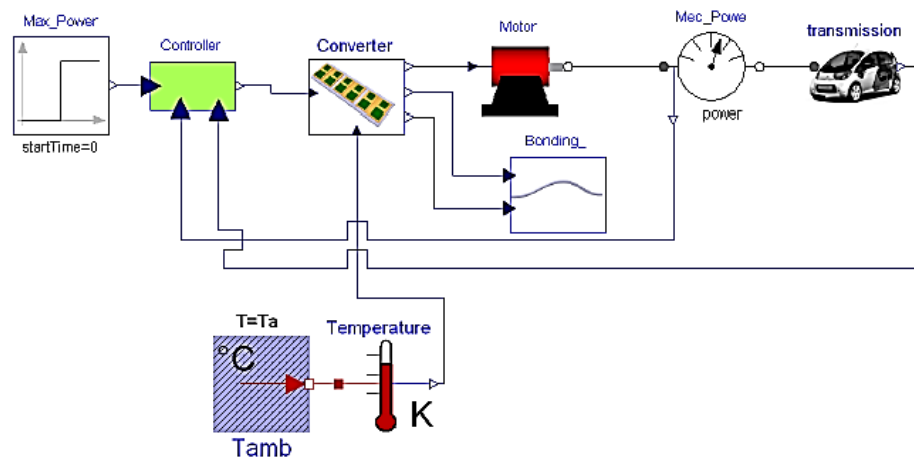 Max_Power
Controller
Converter
Motor
Mec_Powe
transmission
startTime=0
power
Bonding_
T=Ta
Temperature
°C
K
Tamb